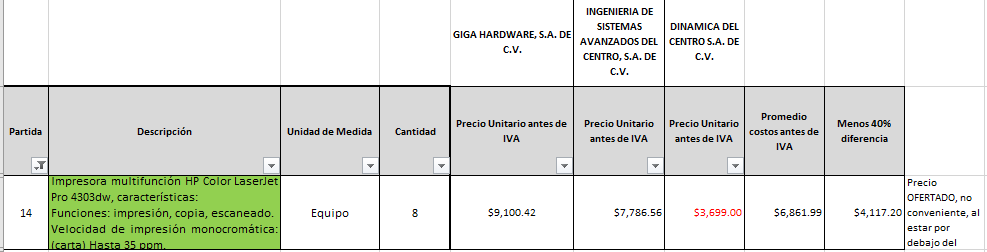 GIGA HARDWARE, S.A. DE
C.V.
INGENIERIA DE
SISTEMAS
AVANZADOS DEL
CENTRO, S.A. DE
C.V.
DINAMICA DEL
CENTRO S.A. DE
C.V.
Partida
Descripción
Unidad de Medida
Cantidad
Precio Unitario antes de
IVA
Precio Unitario
antes de IVA
Precio Unitario
antes de IVA
Promedio
costos antes de
IVA
Menos 40%
diferencia
14
Impresora multifunción HP Color LaserJet
Pro 4303dw, características:
Funciones: impresión, copia, escaneado.
Velocidad de impresión monocromática:
(carta) Hasta 35 ppm.
Equipo
8
$9,100.42
$7,786.56
$3,699.00
$6,861.99
$4,117.20
Precio
OFERTADO, no
conveniente, al
estar por
debajo del